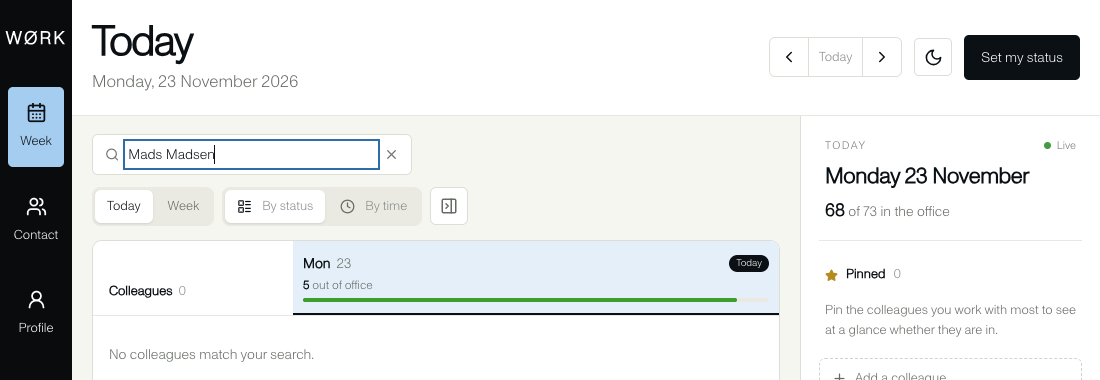 WØRK
Today
Monday, 23 November 2026
Today
Set my status
Week
Contact
Profile
Mads Madsen
Today
Week
By status
By time
Colleagues 0
Mon 23
Today
5 out of office
No colleagues match your search.
TODAY
Live
Monday 23 November
68 of 73 in the office
Pinned 0
Pin the colleagues you work with most to see
at a glance whether they are in.
Add a colleague